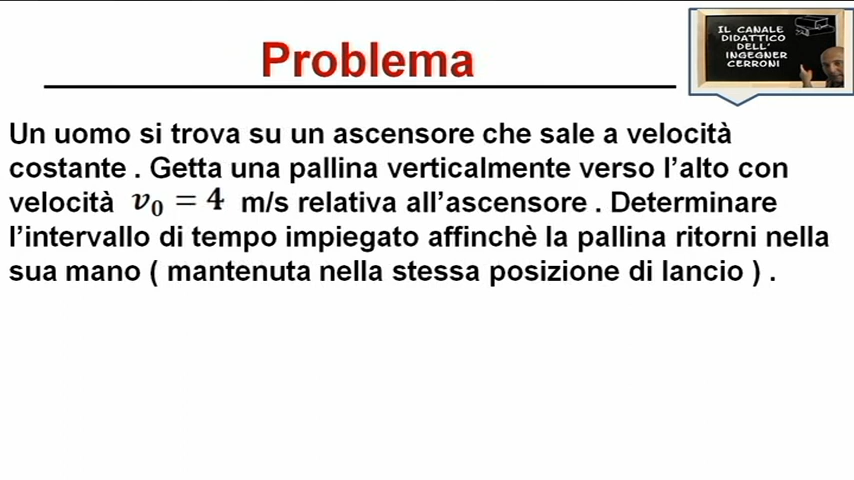 Problema
IL CANALE
DIDATTICO
DELL'
INGEGNER
CERRONI
Un uomo si trova su un ascensore che sale a velocità
costante . Getta una pallina verticalmente verso l'alto con
velocità v₀ = 4 m/s relativa all'ascensore . Determinare
l'intervallo di tempo impiegato affinchè la pallina ritorni nella
sua mano ( mantenuta nella stessa posizione di lancio ) .